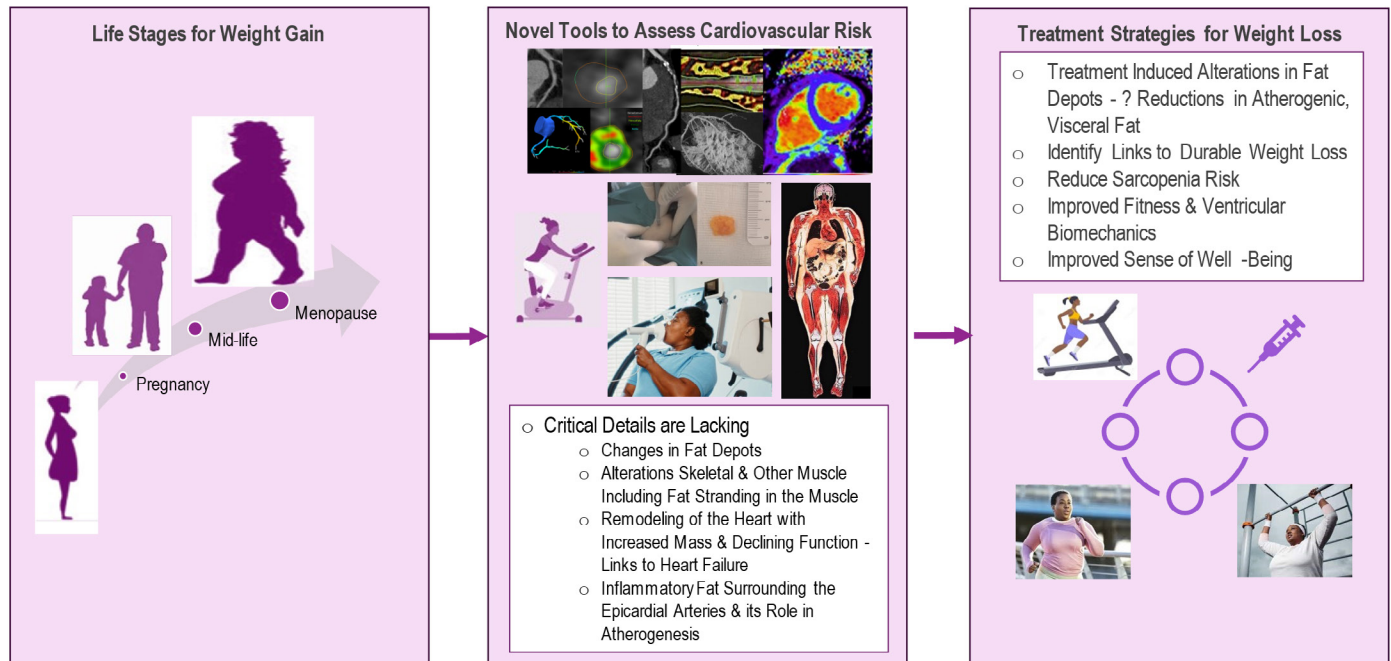 Life Stages for Weight Gain
Menopause
Mid-life
Pregnancy
Novel Tools to Assess Cardiovascular Risk
o Critical Details are Lacking
o Changes in Fat Depots
o Alterations Skeletal & Other Muscle
Including Fat Stranding in the Muscle
o Remodeling of the Heart with
Increased Mass & Declining Function -
Links to Heart Failure
o Inflammatory Fat Surrounding the
Epicardial Arteries & its Role in
Atherogenesis
Treatment Strategies for Weight Loss
o Treatment Induced Alterations in Fat
Depots - ? Reductions in Atherogenic,
Visceral Fat
o Identify Links to Durable Weight Loss
o Reduce Sarcopenia Risk
o Improved Fitness & Ventricular
Biomechanics
o Improved Sense of Well -Being